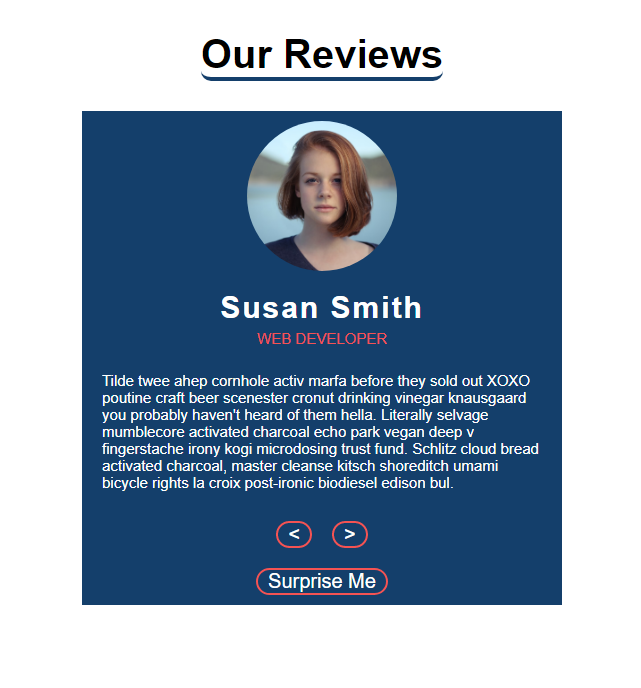 Our Reviews
Susan Smith
WEB DEVELOPER
Tilde twee ahep cornhole activ marfa before they sold out XOXO
poutine craft beer scenester cronut drinking vinegar knausgaard
you probably haven't heard of them hella. Literally selvage
mumblecore activated charcoal echo park vegan deep v
fingerstache irony kogi microdosing trust fund. Schlitz cloud bread
activated charcoal, master cleanse kitsch shoreditch umami
bicycle rights la croix post-ironic biodiesel edison bul.
< >
Surprise Me